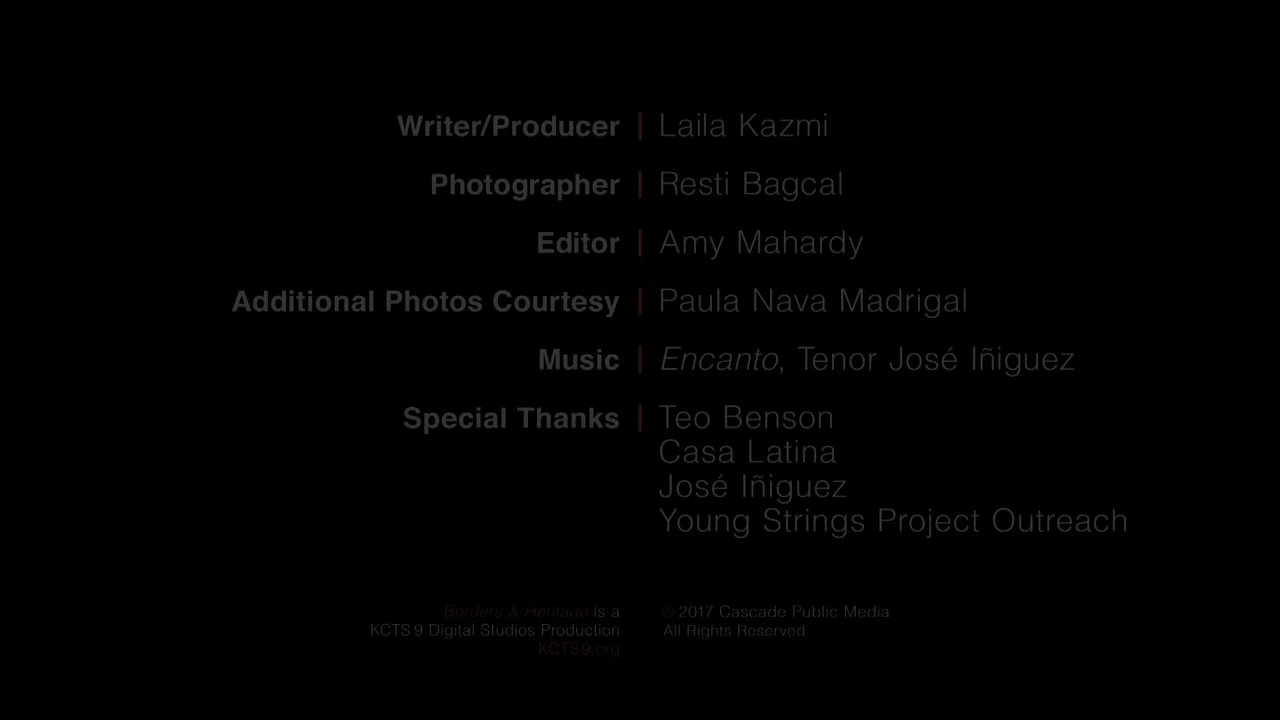 Writer/Producer | Laila Kazmi
Photographer | Resti Bagcal
Editor | Amy Mahardy
Additional Photos Courtesy | Paula Nava Madrigal
Music | Encanto, Tenor José Iñiguez
Special Thanks | Teo Benson
Casa Latina
José Iñiguez
Young Strings Project Outreach
Borders & Heritage is a
KCTS 9 Digital Studios Production
KCTS9.org
© 2017 Cascade Public Media
All Rights Reserved